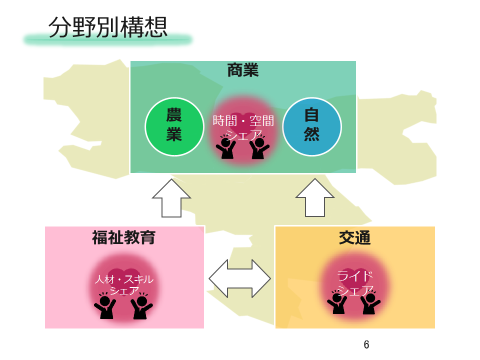 分野別構想
商業
農
業
時間・空間
シェア
自
然
福祉教育
人材・スキル
シェア
交通
ライド
シェア
6